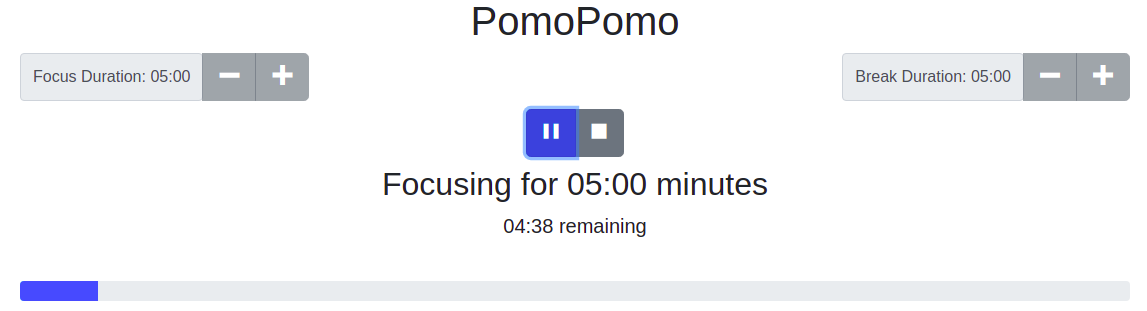 PomoPomo
Focus Duration: 05:00
Break Duration: 05:00
Focusing for 05:00 minutes
04:38 remaining